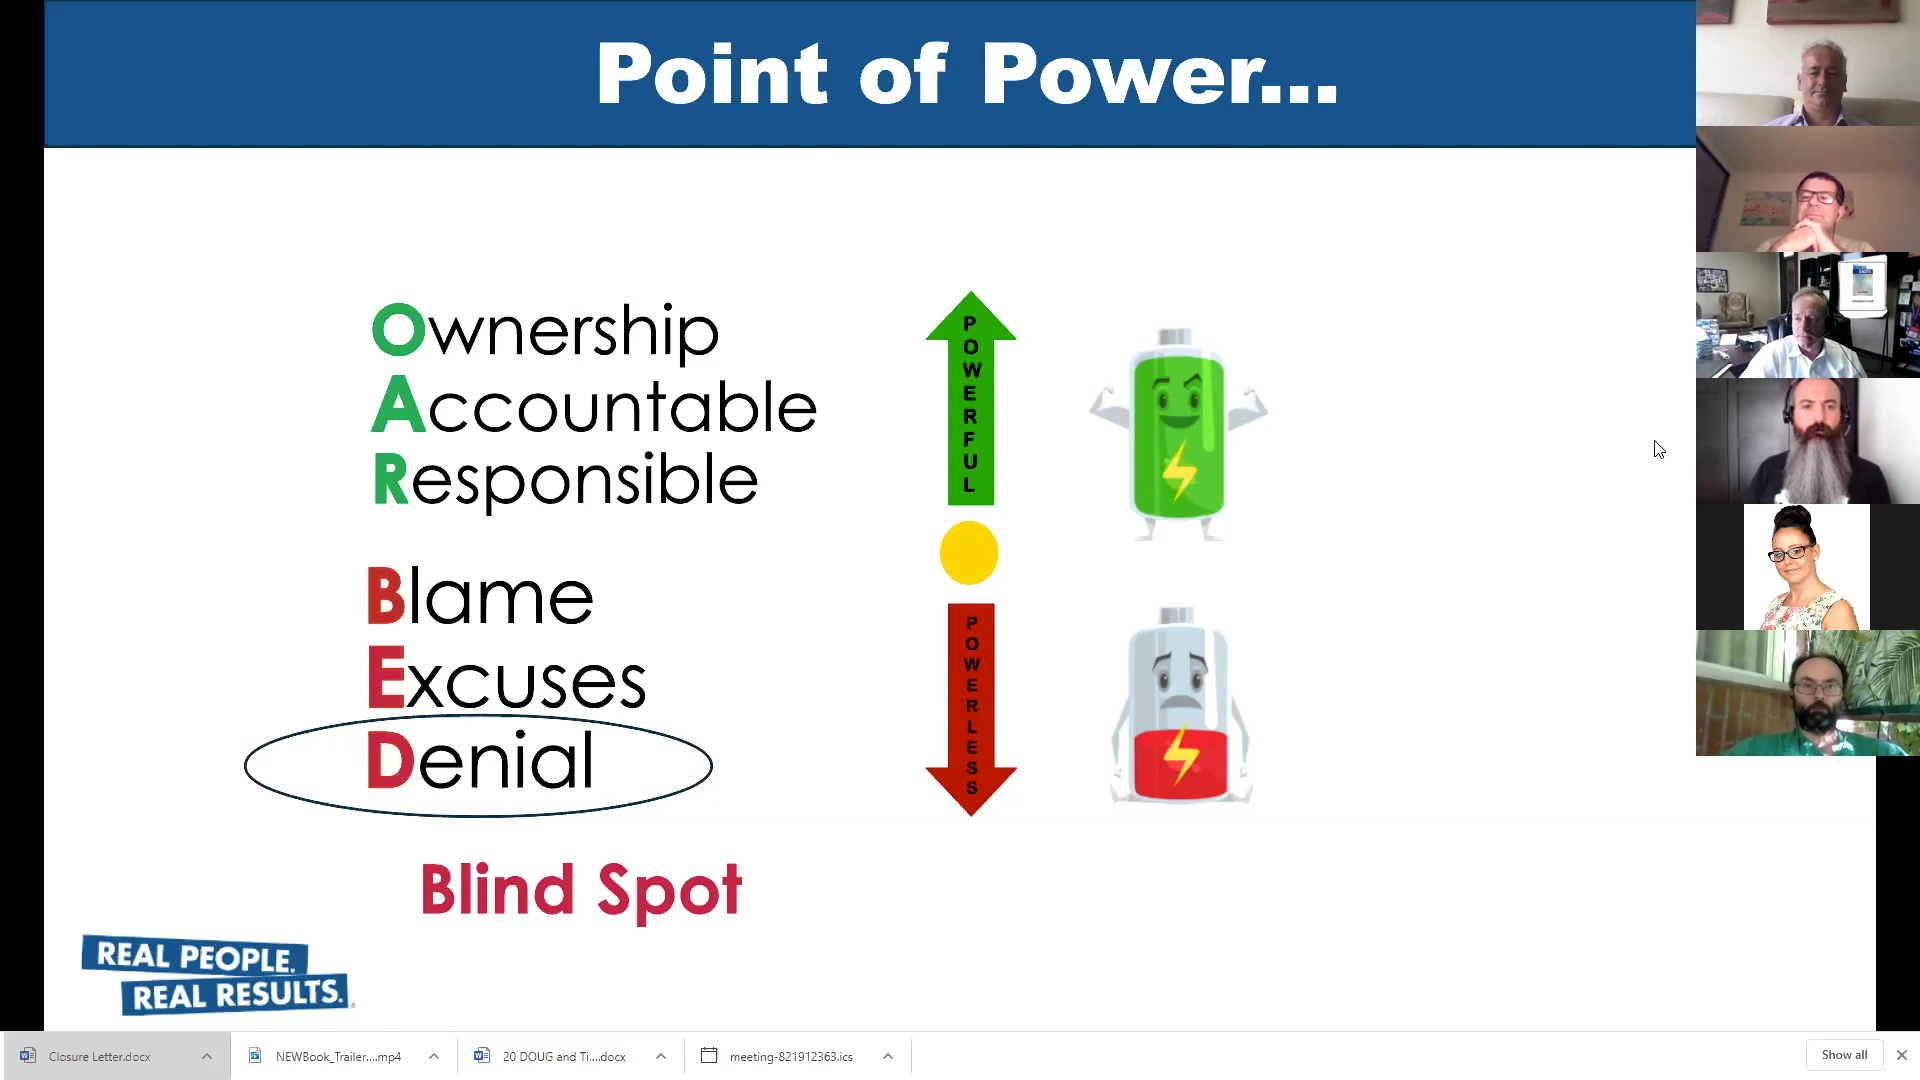 Point of Power...
Ownership
Accountable
Responsible
POWERFUL
Blame
Excuses
Denial
POWERLESS
Blind Spot
REAL PEOPLE.
REAL RESULTS.
Closure Letter.docx
NEWBook_Trailer....mp4
20 DOUG and Ti....docx
meeting-821912363.ics
Show all